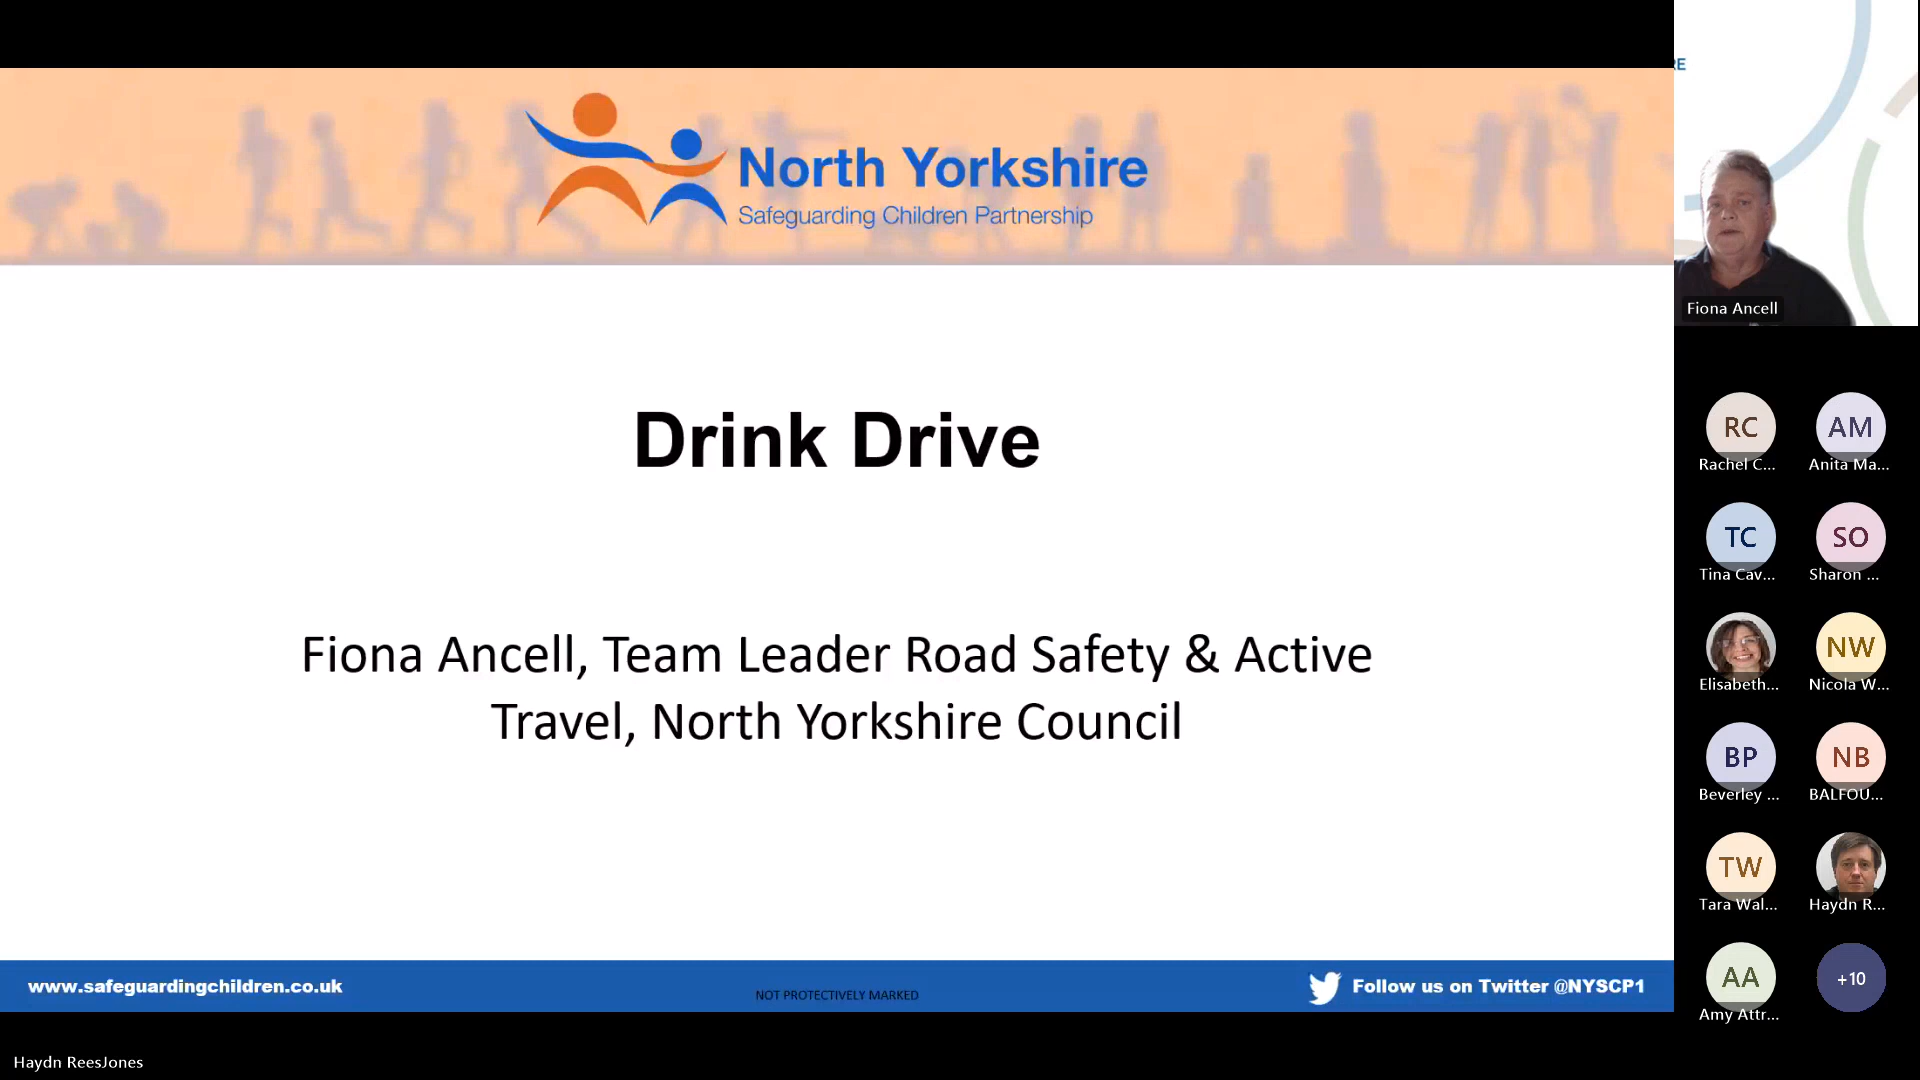 North Yorkshire
Safeguarding Children Partnership
Drink Drive
Fiona Ancell, Team Leader Road Safety & Active
Travel, North Yorkshire Council
www.safeguardingchildren.co.uk
NOT PROTECTIVELY MARKED
Follow us on Twitter @NYSCP1
Haydn ReesJones
RE
Fiona Ancell
RC
AM
Rachel C...
Anita Ma...
TC
SO
Tina Cav...
Sharon ...
Elisabeth...
NW
Nicola W...
BP
NB
Beverley ...
BALFOU...
TW
Tara Wal...
Haydn R...
AA
+10
Amy Attr...